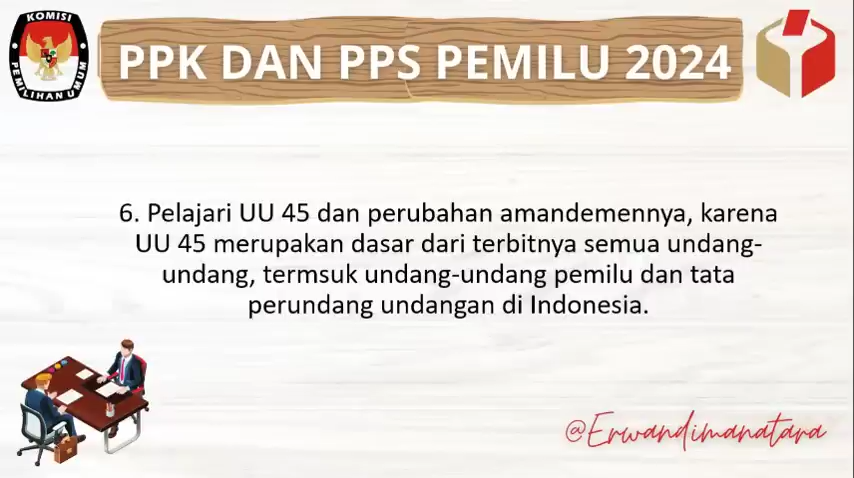 KOMISI
PEMILIHAN UMUM
PPK DAN PPS PEMILU 2024
6. Pelajari UU 45 dan perubahan amandemennya, karena
UU 45 merupakan dasar dari terbitnya semua undang-
undang, termsuk undang-undang pemilu dan tata
perundang undangan di Indonesia.
@Erwandimanatara